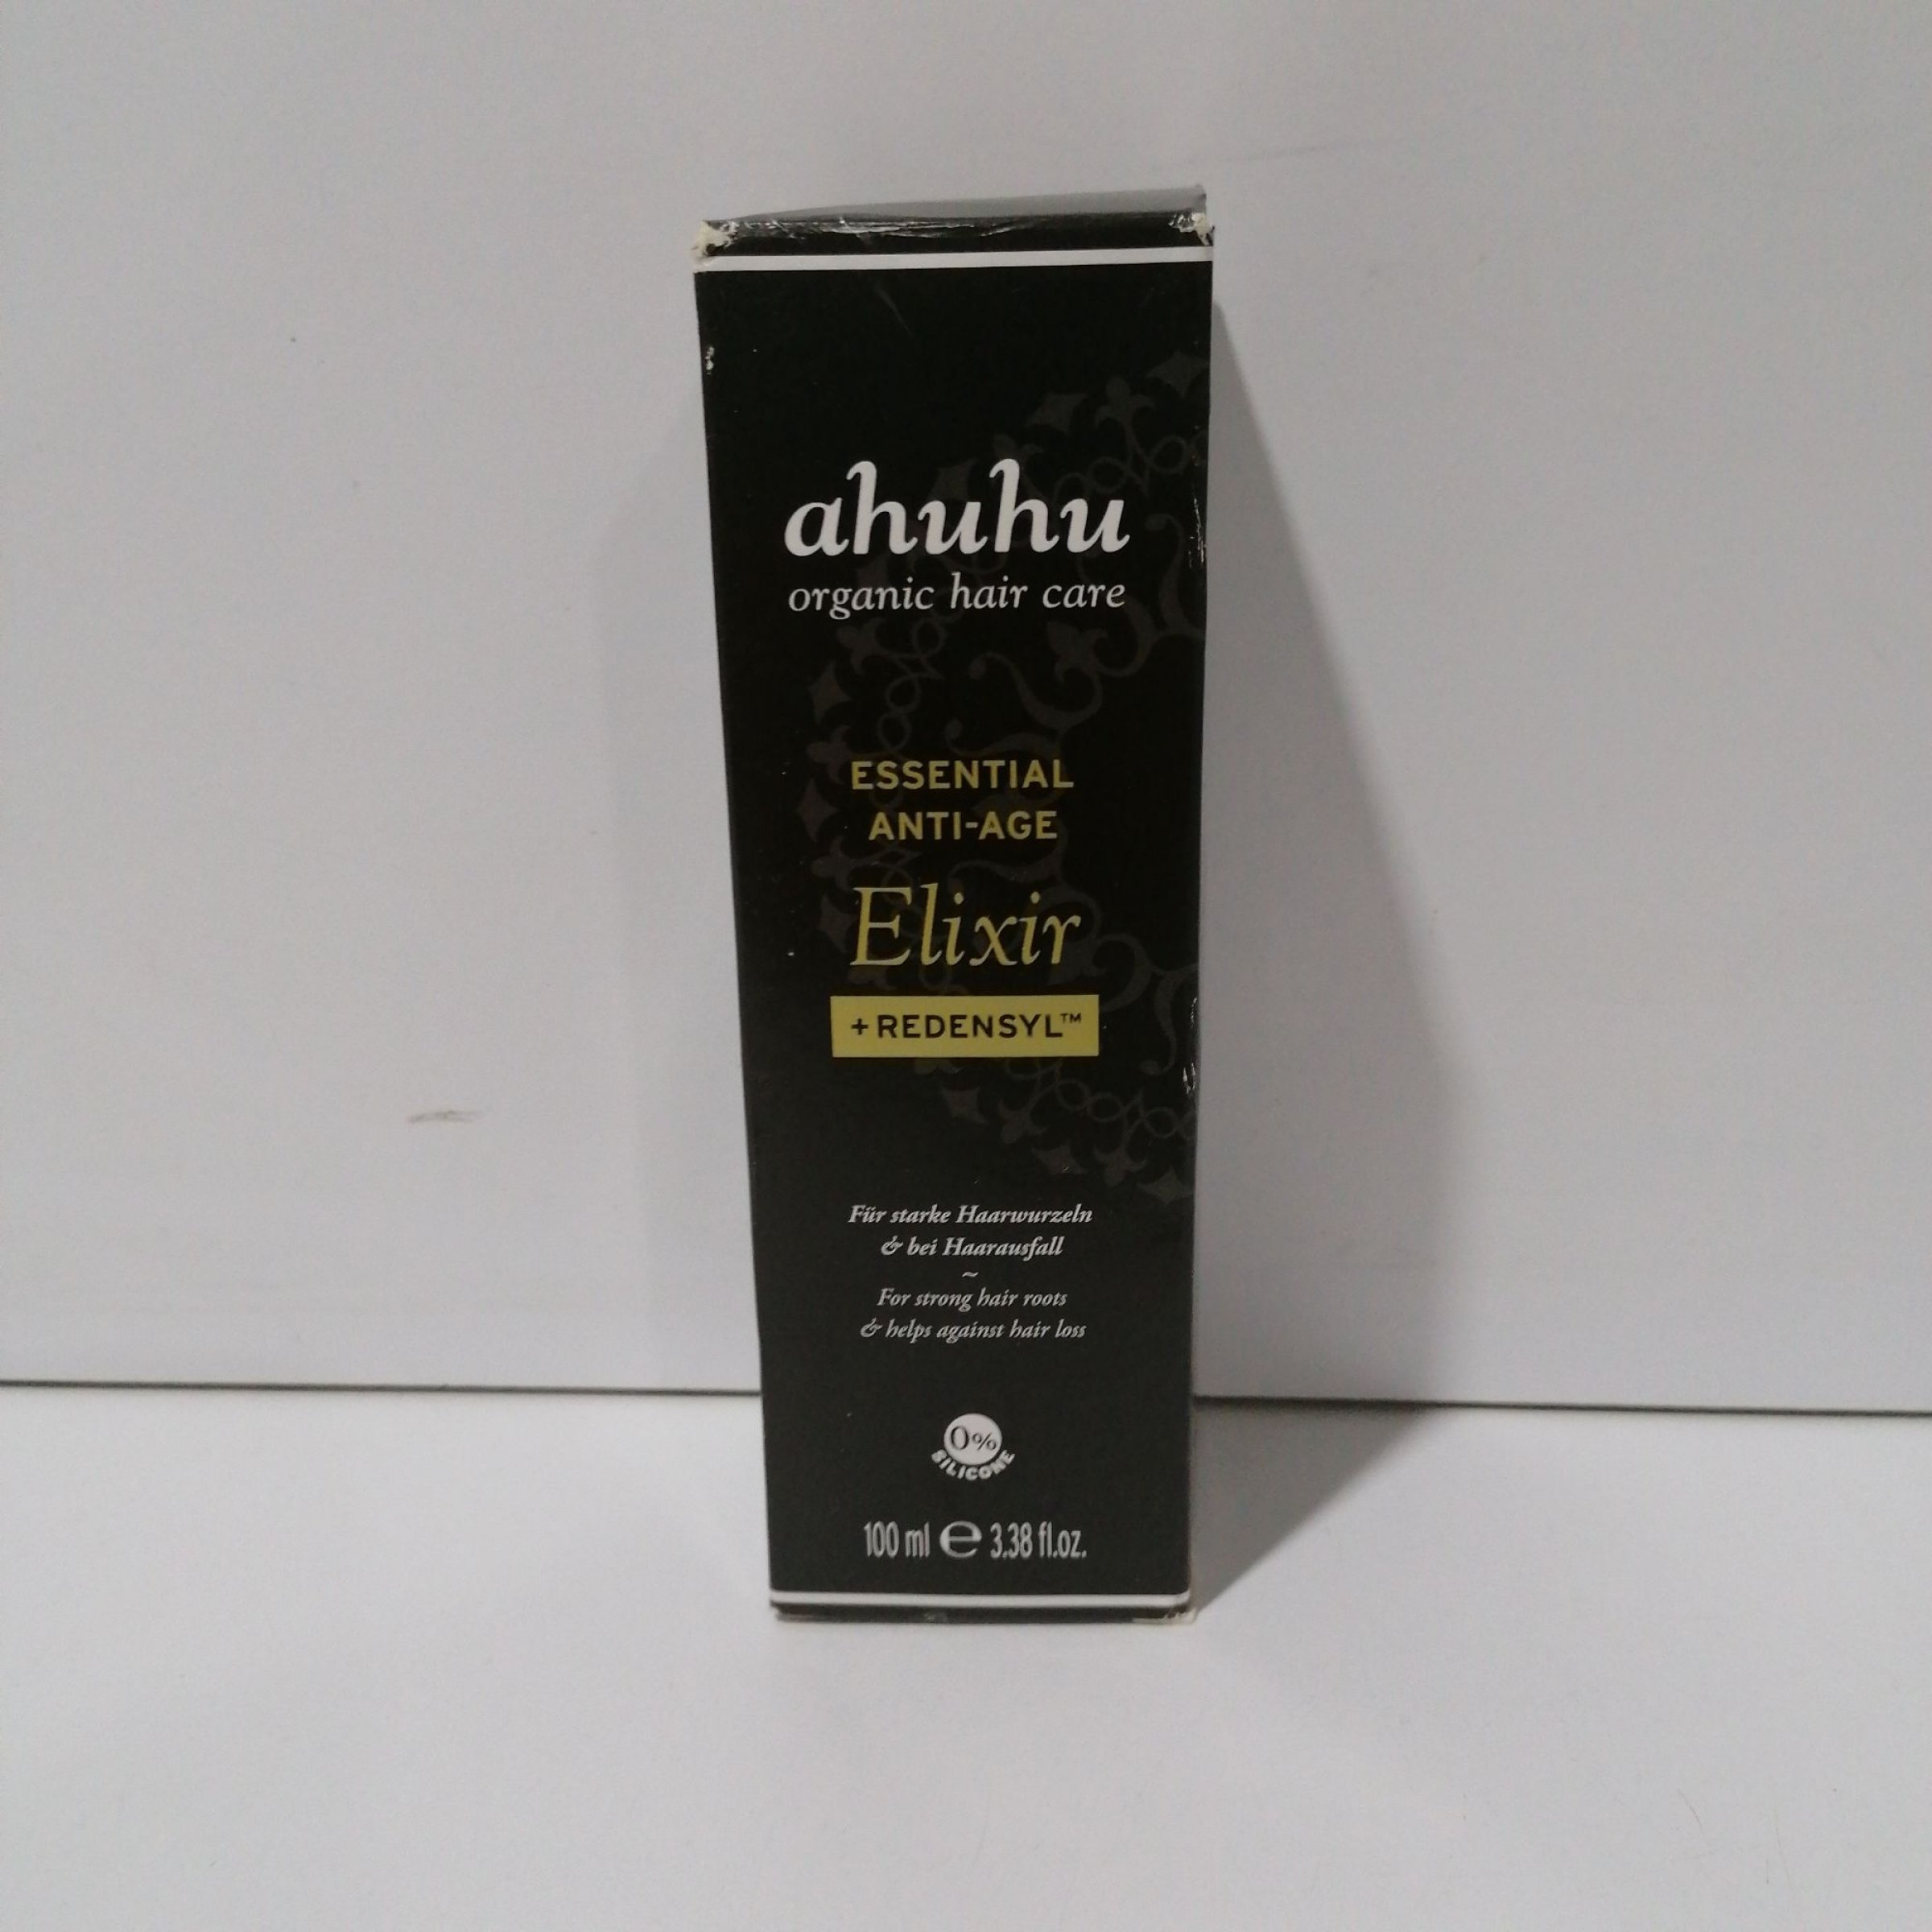 ahuhu
organic hair care
ESSENTIAL
ANTI-AGE
Elixir
+ REDENSYL™
Für starke Haarwurzeln
& bei Haarausfall
~
For strong hair roots
& helps against hair loss
0%
SILICONE
100 ml ℮ 3.38 fl.oz.